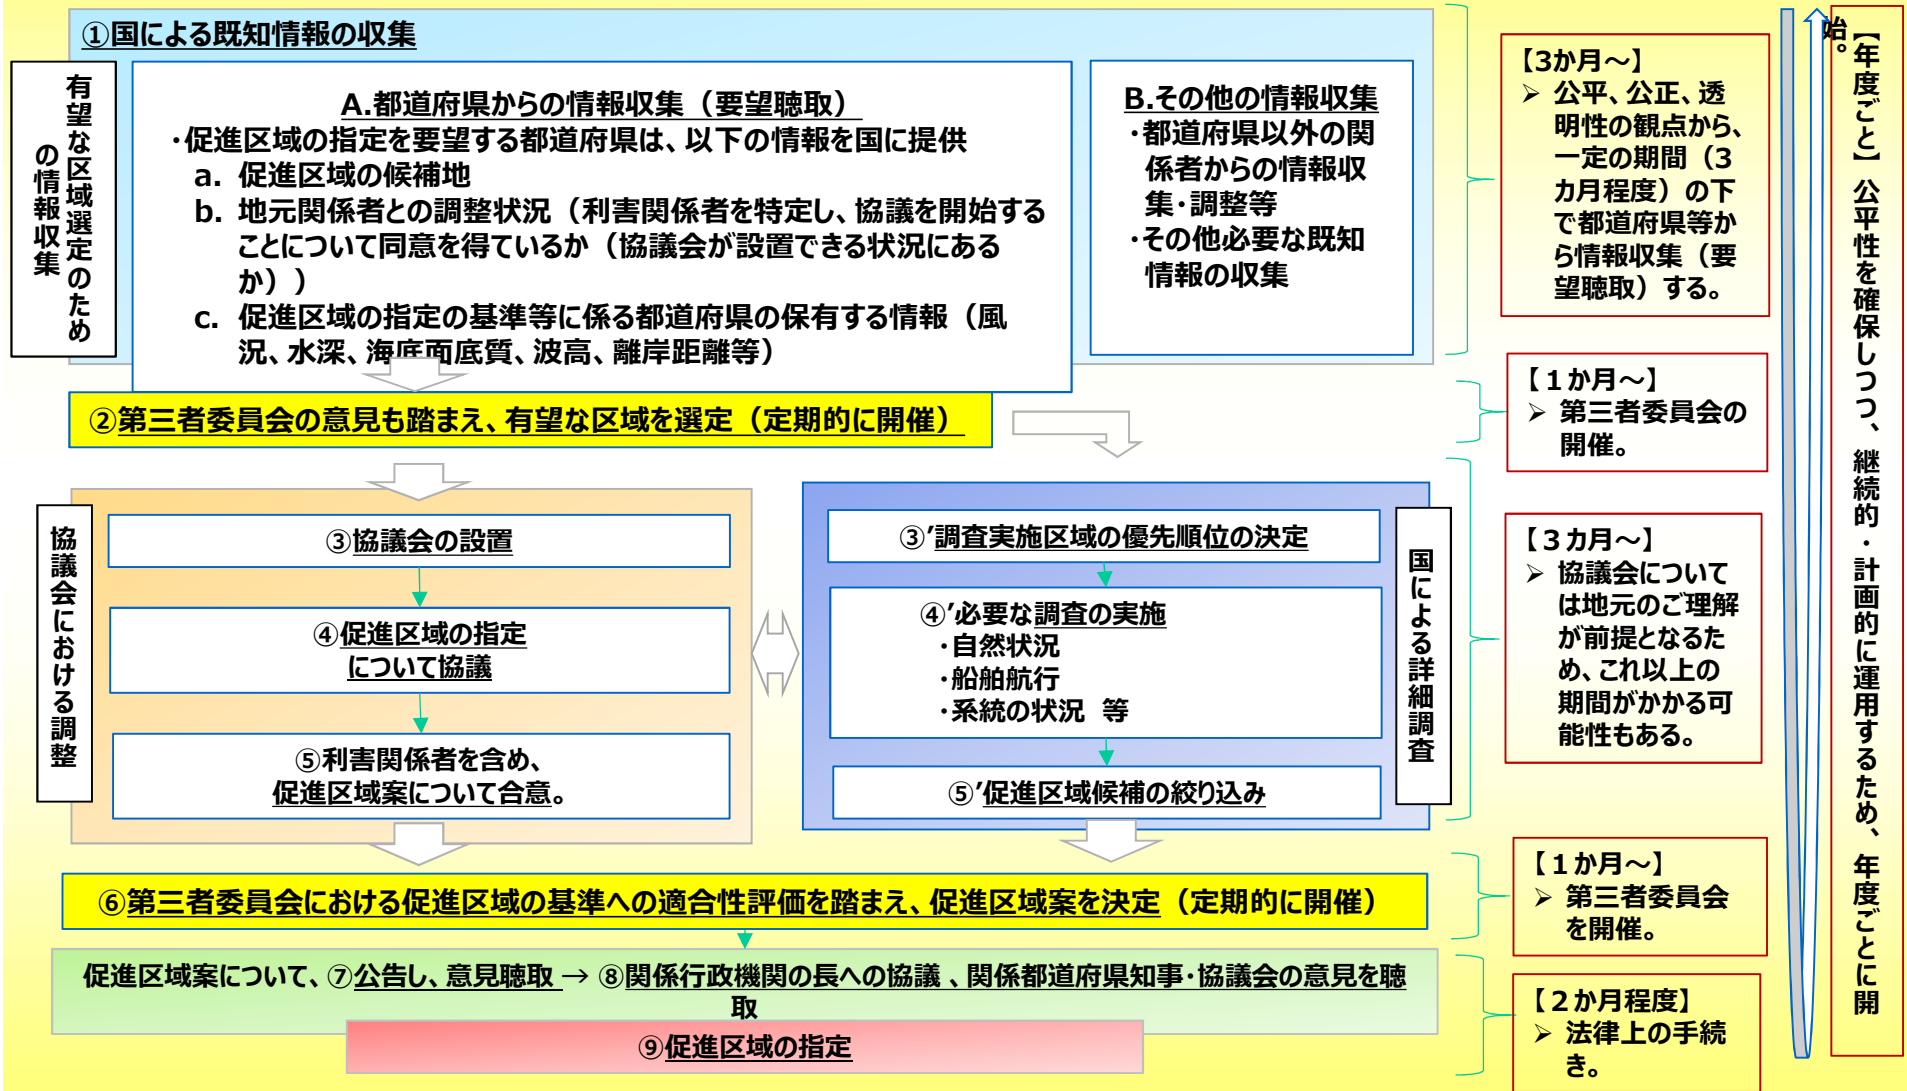 ①国による既知情報の収集
有望な区域選定のため
の情報収集
A.都道府県からの情報収集（要望聴取）
・促進区域の指定を要望する都道府県は、以下の情報を国に提供
a. 促進区域の候補地
b. 地元関係者との調整状況（利害関係者を特定し、協議を開始する
ことについて同意を得ているか（協議会が設置できる状況にある
か））
c. 促進区域の指定の基準等に係る都道府県の保有する情報（風
況、水深、海底面底質、波高、離岸距離等）
B.その他の情報収集
・都道府県以外の関
係者からの情報収
集・調整等
・その他必要な既知
情報の収集
【3か月～】
➢ 公平、公正、透
明性の観点から、
一定の期間（3
カ月程度）の下
で都道府県等か
ら情報収集（要
望聴取）する。
②第三者委員会の意見も踏まえ、有望な区域を選定（定期的に開催）
【１か月～】
➢ 第三者委員会の
開催。
協議会における調整
③協議会の設置
④促進区域の指定
について協議
⑤利害関係者を含め、
促進区域案について合意。
③’調査実施区域の優先順位の決定
④’必要な調査の実施
・自然状況
・船舶航行
・系統の状況 等
⑤’促進区域候補の絞り込み
国による詳細調査
【３カ月～】
➢ 協議会について
は地元のご理解
が前提となるた
め、これ以上の
期間がかかる可
能性もある。
⑥第三者委員会における促進区域の基準への適合性評価を踏まえ、促進区域案を決定（定期的に開催）
【１か月～】
➢ 第三者委員会
を開催。
促進区域案について、⑦公告し、意見聴取 → ⑧関係行政機関の長への協議 、関係都道府県知事・協議会の意見を聴
取
⑨促進区域の指定
【２か月程度】
➢ 法律上の手続
き。
【年度ごと】公平性を確保しつつ、継続的・計画的に運用するため、年度ごとに開
始。